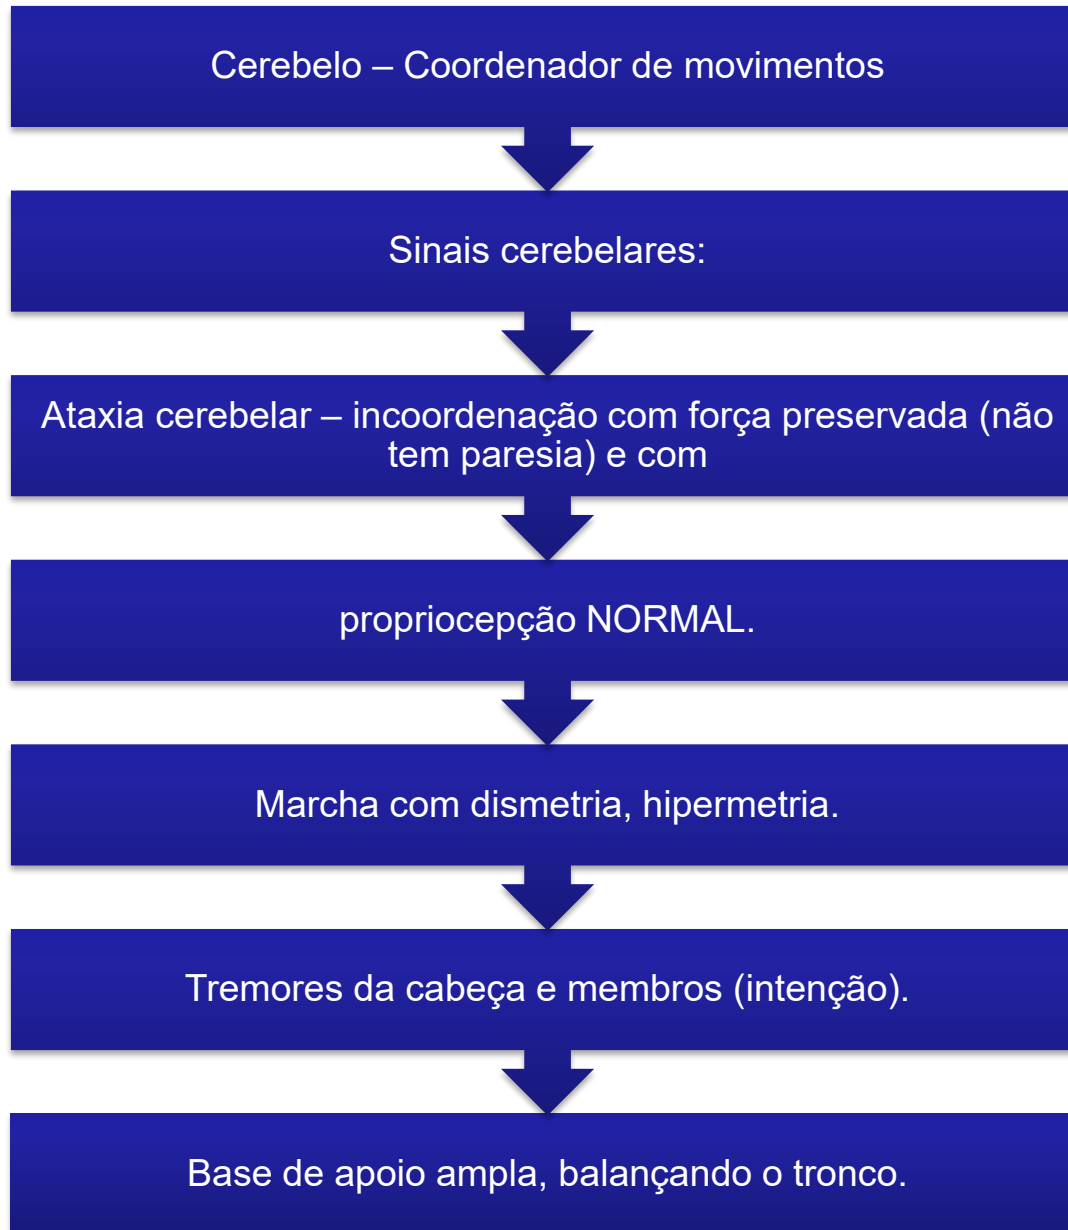 Cerebelo – Coordenador de movimentos
Sinais cerebelares:
Ataxia cerebelar – incoordenação com força preservada (não
tem paresia) e com
propriocepção NORMAL.
Marcha com dismetria, hipermetria.
Tremores da cabeça e membros (intenção).
Base de apoio ampla, balançando o tronco.